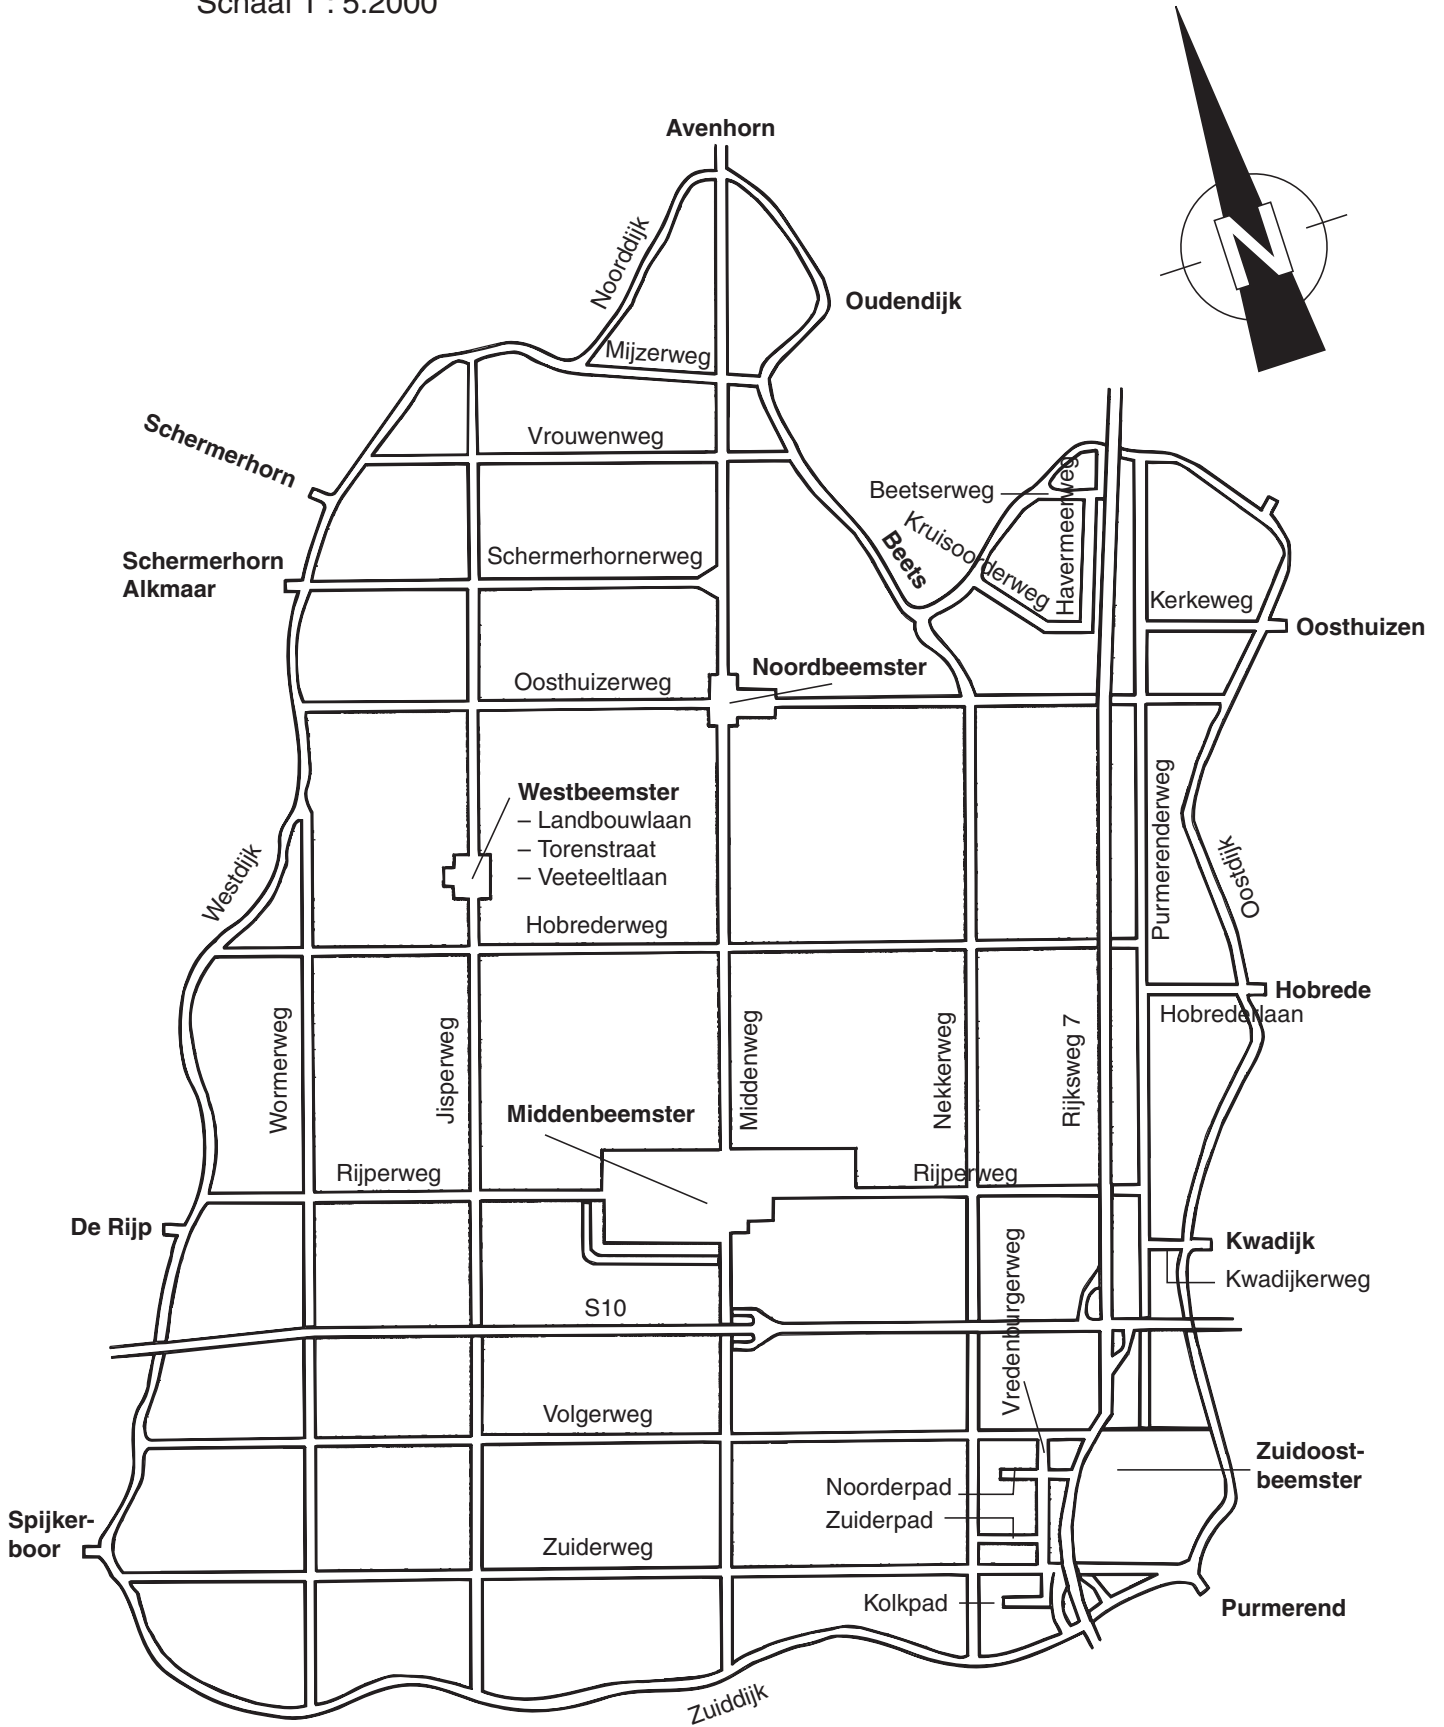 Schaal 1 : 5.2000
Avenhorn
Noorddijk
Oudendijk
N
Mijzerweg
Schermerhorn
Vrouwenweg
Beetserweg
Havermeerweg
Kruisoorderweg
Beets
Schermerhorn
Alkmaar
Schermerhornerweg
Kerkeweg
Oosthuizen
Noordbeemster
Oosthuizerweg
Westbeemster
– Landbouwlaan
– Torenstraat
– Veeteeltlaan
Westdijk
Purmerenderweg
Oostdijk
Hobrederweg
Hobrede
Hobrederlaan
Wormerweg
Jisperweg
Middenweg
Nekkerweg
Rijksweg 7
Middenbeemster
Rijperweg
Rijperweg
De Rijp
Kwadijk
Kwadijkerweg
Vredenburgerweg
S10
Volgerweg
Zuidoost-
beemster
Noorderpad
Zuiderpad
Spijker-
boor
Zuiderweg
Kolkpad
Purmerend
Zuiddijk